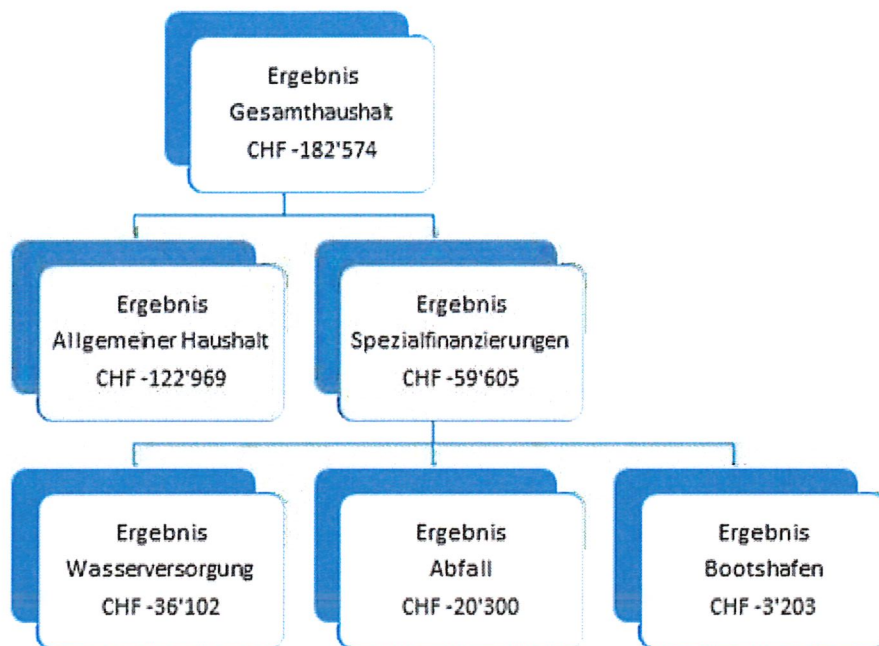 Ergebnis
Gesamthaushalt
CHF -182'574
Ergebnis
Allgemeiner Haushalt
CHF -122'969
Ergebnis
Spezialfinanzierungen
CHF -59'605
Ergebnis
Wasserversorgung
CHF -36'102
Ergebnis
Abfall
CHF -20'300
Ergebnis
Bootshafen
CHF -3'203